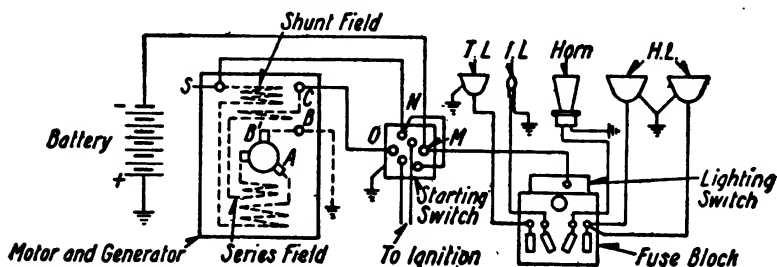 Shunt Field
T.L
I.L
Horn
H.L.
S
C
N
B
Battery
-
+
B'
A
O
M
Starting Switch
Lighting Switch
Motor and Generator
Series Field
To Ignition
Fuse Block